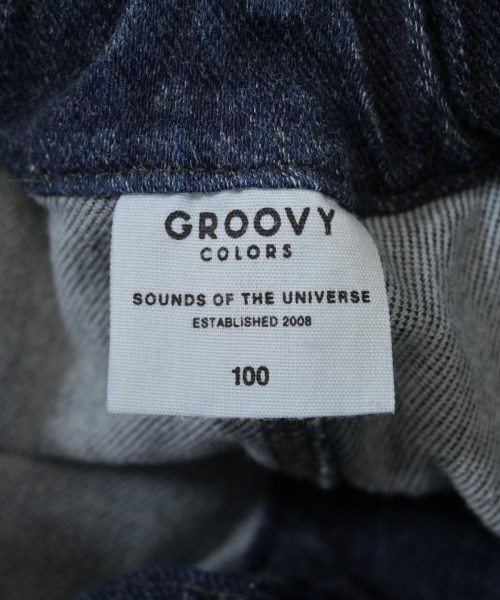 GROOVY
COLORS
SOUNDS OF THE UNIVERSE
ESTABLISHED 2008
100